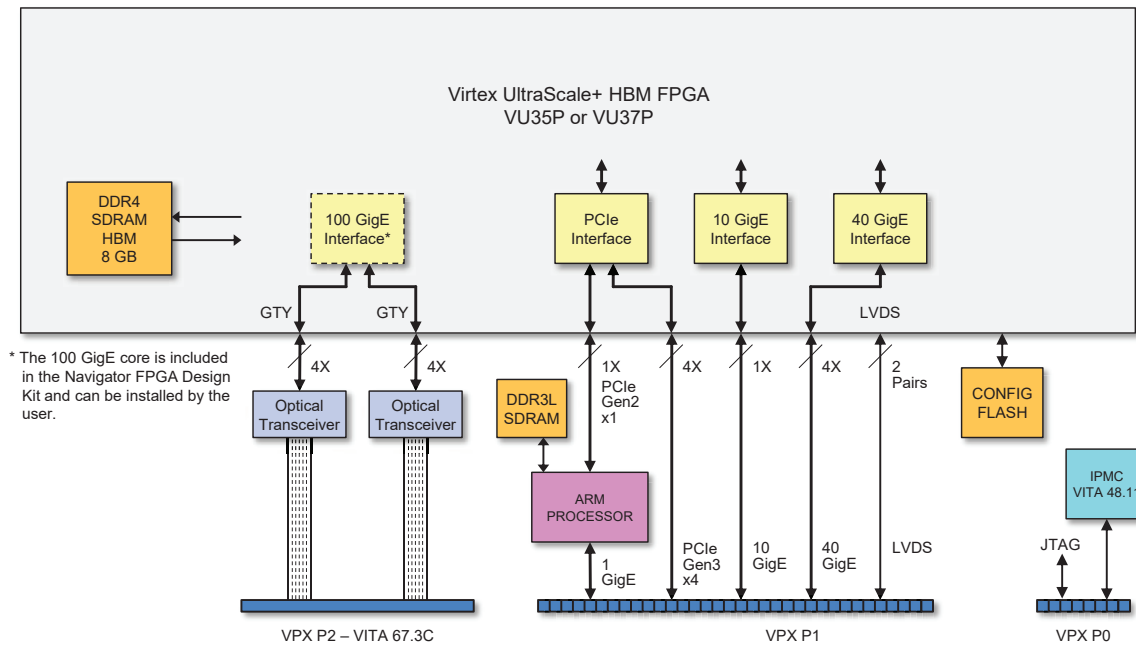 Virtex UltraScale+ HBM FPGA
VU35P or VU37P
DDR4
SDRAM
HBM
8 GB
100 GigE
Interface*
PCIe
Interface
10 GigE
Interface
40 GigE
Interface
GTY
GTY
LVDS
* The 100 GigE core is included
in the Navigator FPGA Design
Kit and can be installed by the
user.
4X
4X
1X
4X
1X
4X
2
Pairs
PCIe
Gen2
x1
Optical
Transceiver
Optical
Transceiver
DDR3L
SDRAM
CONFIG
FLASH
ARM
PROCESSOR
IPMC
VITA 48.11
1
GigE
PCIe
Gen3
x4
10
GigE
40
GigE
LVDS
JTAG
VPX P2 – VITA 67.3C
VPX P1
VPX P0